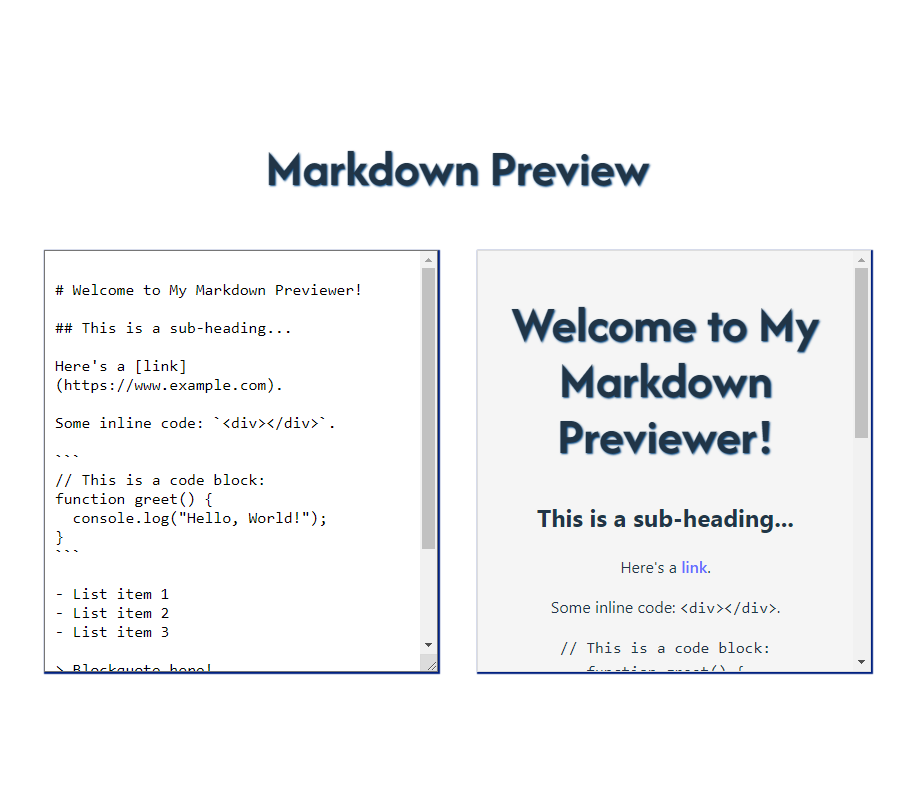 Markdown Preview
# Welcome to My Markdown Previewer!
## This is a sub-heading...
Here's a [link]
(https://www.example.com).
Some inline code: `<div></div>`.
```
// This is a code block:
function greet() {
  console.log("Hello, World!");
}
```
- List item 1
- List item 2
- List item 3
> Blockquote here!
Welcome to My
Markdown
Previewer!
This is a sub-heading...
Here's a link.
Some inline code: <div></div>.
// This is a code block:
function greet() {